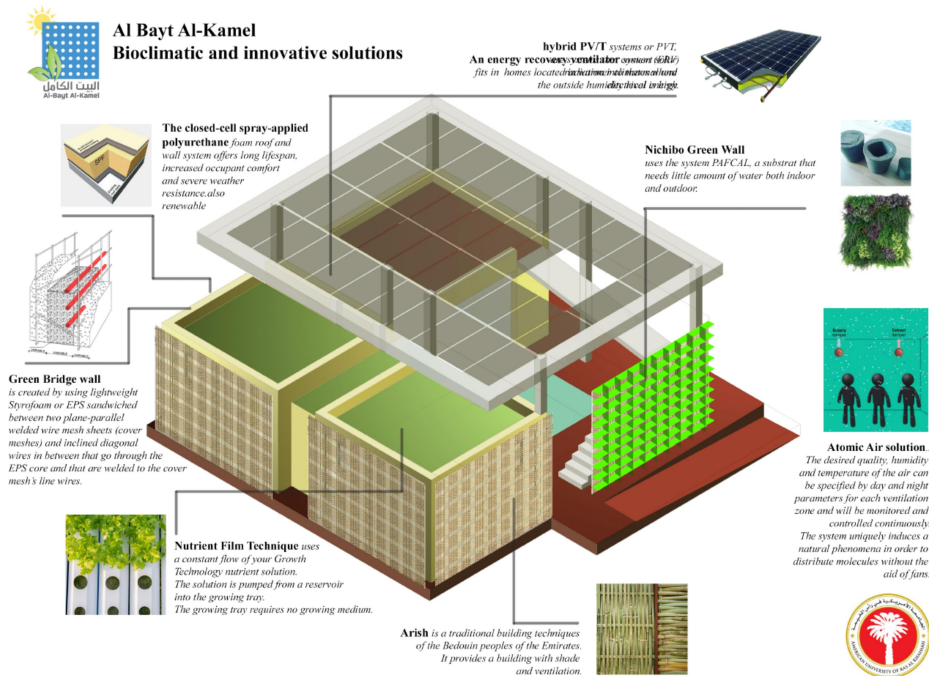 Al Bayt Al-Kamel
Bioclimatic and innovative solutions
البيت الكامل
Al-Bayt Al-Kamel
hybrid PV/T systems or PVT,
An energy recovery ventilator
fits in homes located
the outside humidity
The closed-cell spray-applied
polyurethane foam roof and
wall system offers long lifespan,
increased occupant comfort
and severe weather
resistance.also
renewable
SPF
Nichibo Green Wall
uses the system PAFCAL, a substrat that
needs little amount of water both indoor
and outdoor.
Green Bridge wall
is created by using lightweight
Styrofoam or EPS sandwiched
between two plane-parallel
welded wire mesh sheets (cover
meshes) and inclined diagonal
wires in between that go through the
EPS core and that are welded to the cover
mesh's line wires.
Atomic Air solution..
The desired quality, humidity
and temperature of the air can
be specified by day and night
parameters for each ventilation
zone and will be monitored and
controlled continuously.
The system uniquely induces a
natural phenomena in order to
distribute molecules without the
aid of fans.
Nutrient Film Technique uses
a constant flow of your Growth
Technology nutrient solution.
The solution is pumped from a reservoir
into the growing tray.
The growing tray requires no growing medium.
Arish is a traditional building techniques
of the Bedouin peoples of the Emirates.
It provides a building with shade
and ventilation.
AMERICAN UNIVERSITY OF RAS AL KHAIMAH